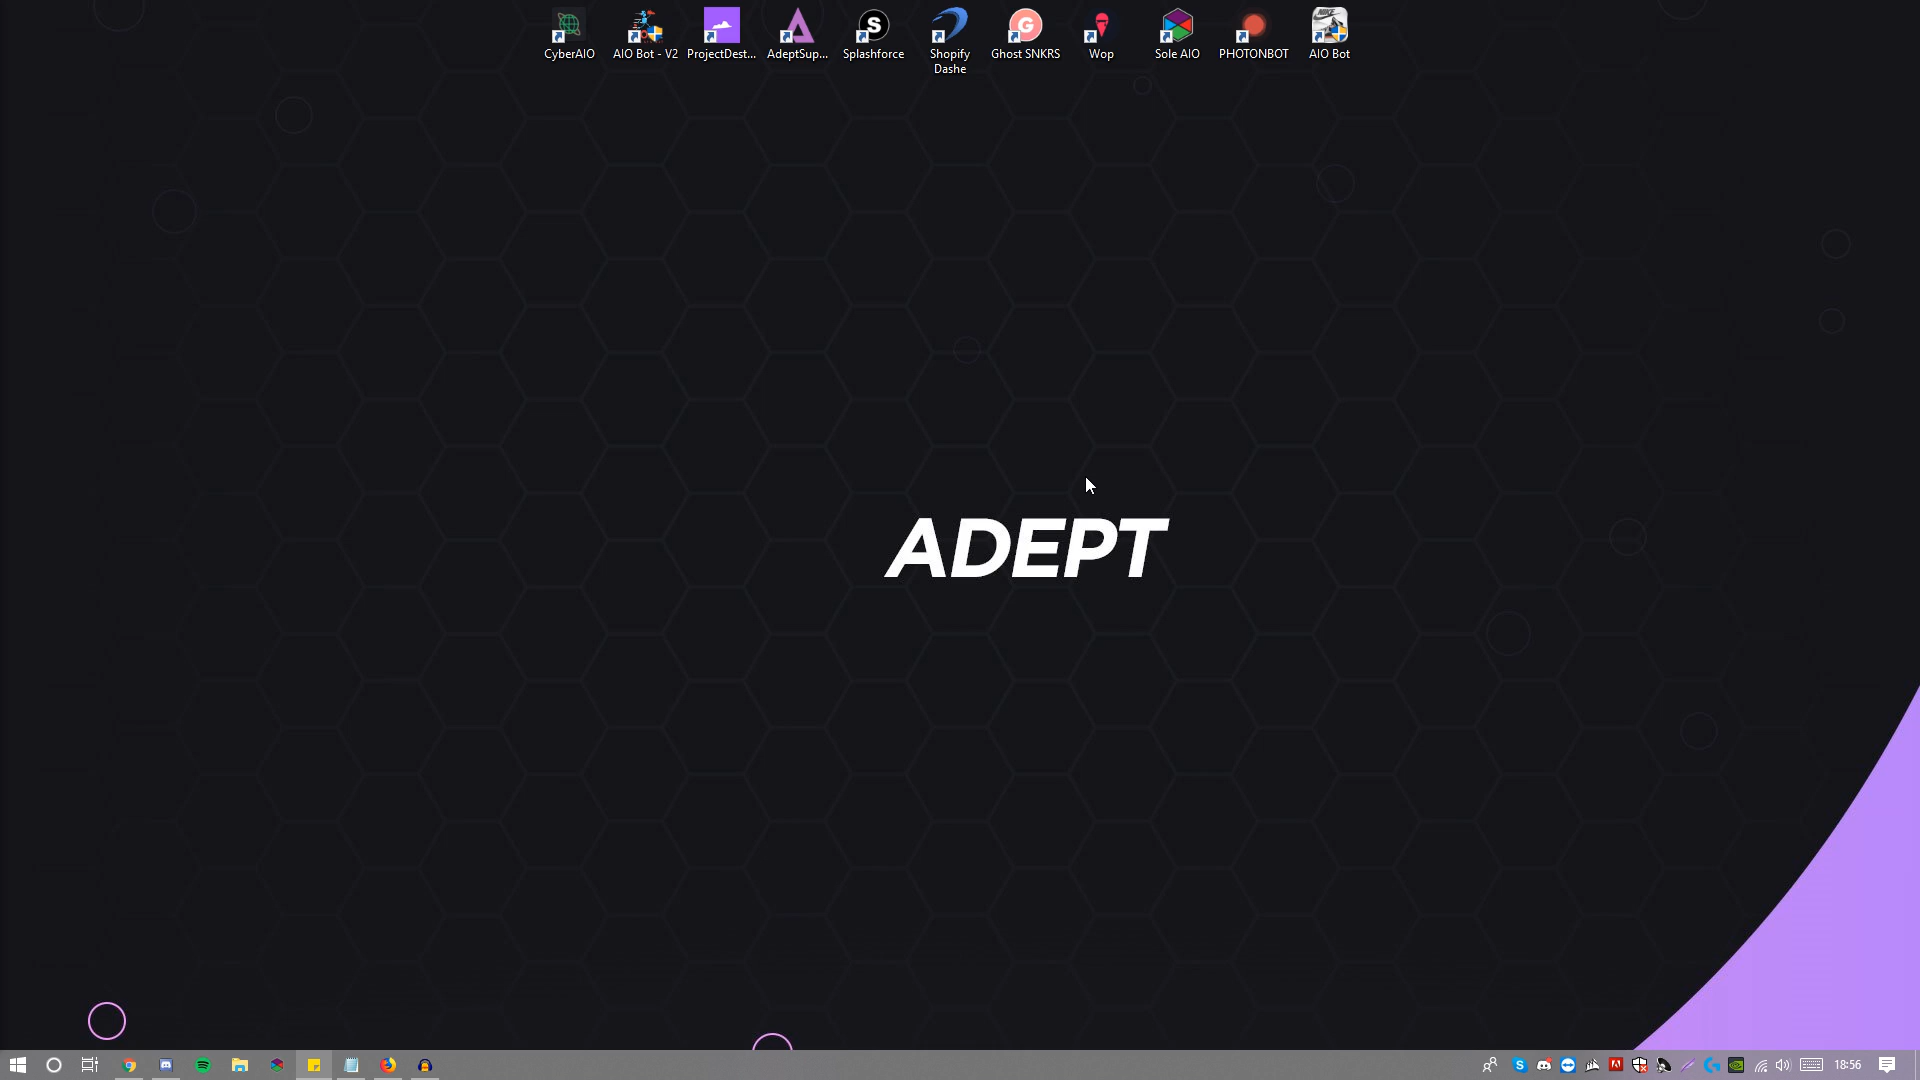 CyberAIO
AIO Bot - V2
ProjectDest...
AdeptSup...
Splashforce
Shopify
Dashe
Ghost SNKRS
Wop
Sole AIO
PHOTONBOT
AIO Bot
ADEPT
18:56